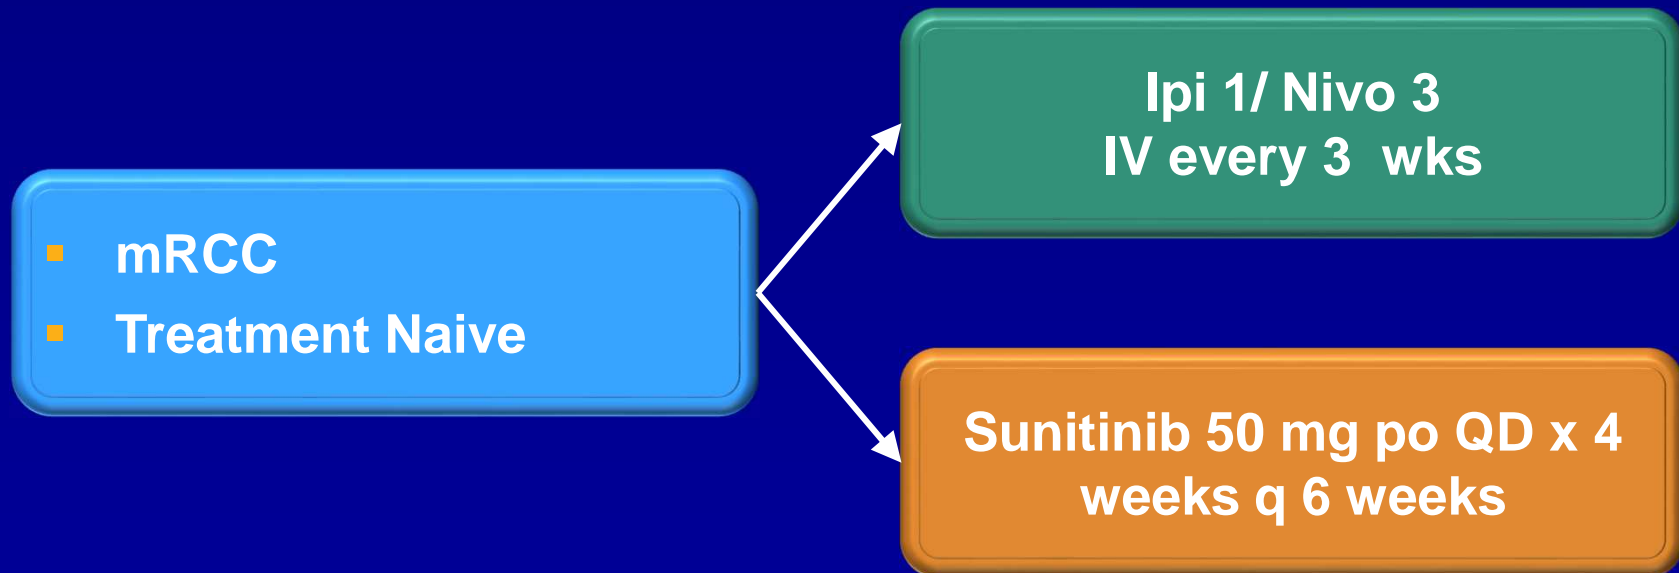 mRCC
Treatment Naive
Ipi 1/ Nivo 3
IV every 3 wks
Sunitinib 50 mg po QD x 4
weeks q 6 weeks